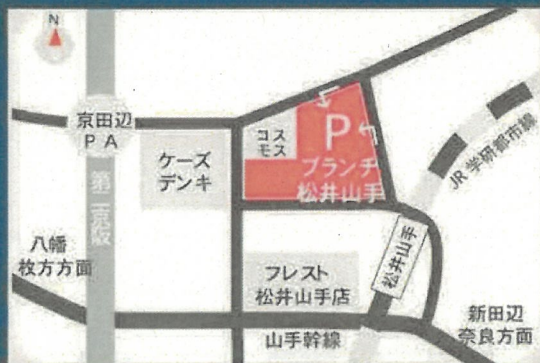 N
京田辺
PA
第二京阪
ケーズ
デンキ
コス
モス
P
ブランチ
松井山手
JR 学研都市線
八幡
枚方方面
フレスト
松井山手店
松井山手
山手幹線
新田辺
奈良方面